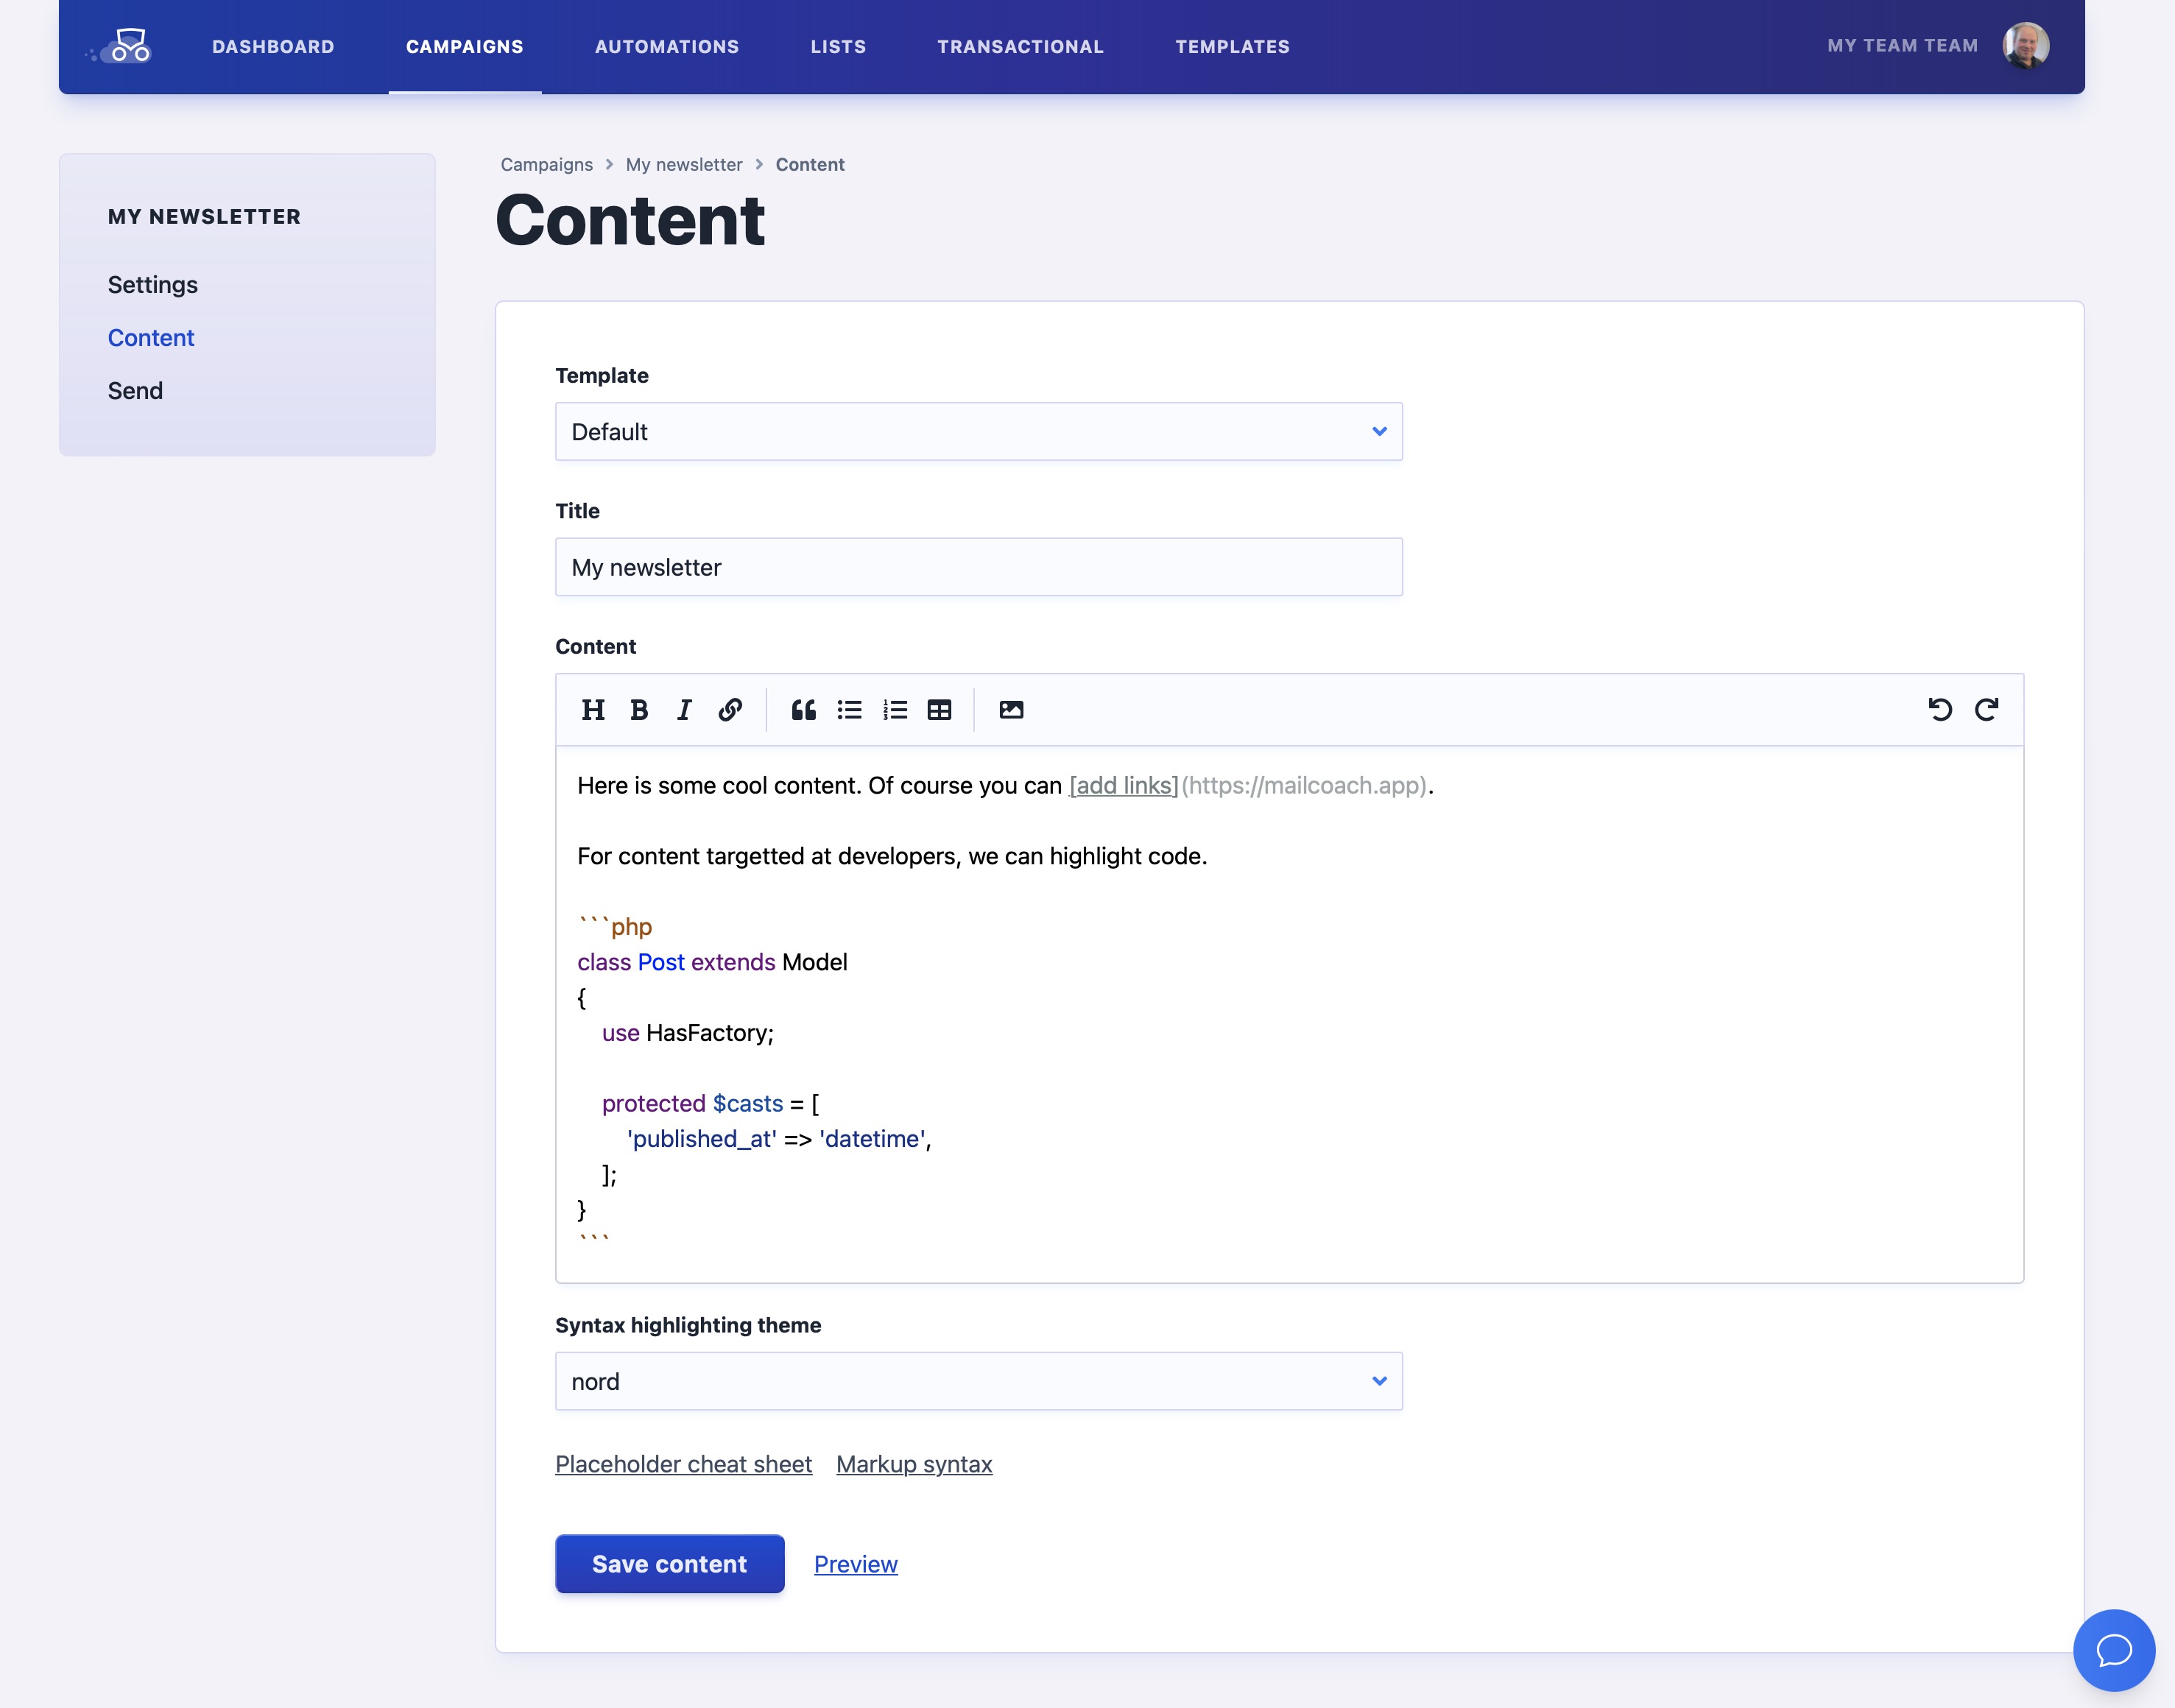 DASHBOARD CAMPAIGNS AUTOMATIONS LISTS TRANSACTIONAL TEMPLATES MY TEAM TEAM
MY NEWSLETTER
Settings
Content
Send
Campaigns > My newsletter > Content
Content
Template
Default
Title
My newsletter
Content
H B I
Here is some cool content. Of course you can [add links](https://mailcoach.app).
For content targetted at developers, we can highlight code.
```php
class Post extends Model
{
    use HasFactory;
    protected $casts = [
        'published_at' => 'datetime',
    ];
}
```
Syntax highlighting theme
nord
Placeholder cheat sheet Markup syntax
Save content Preview